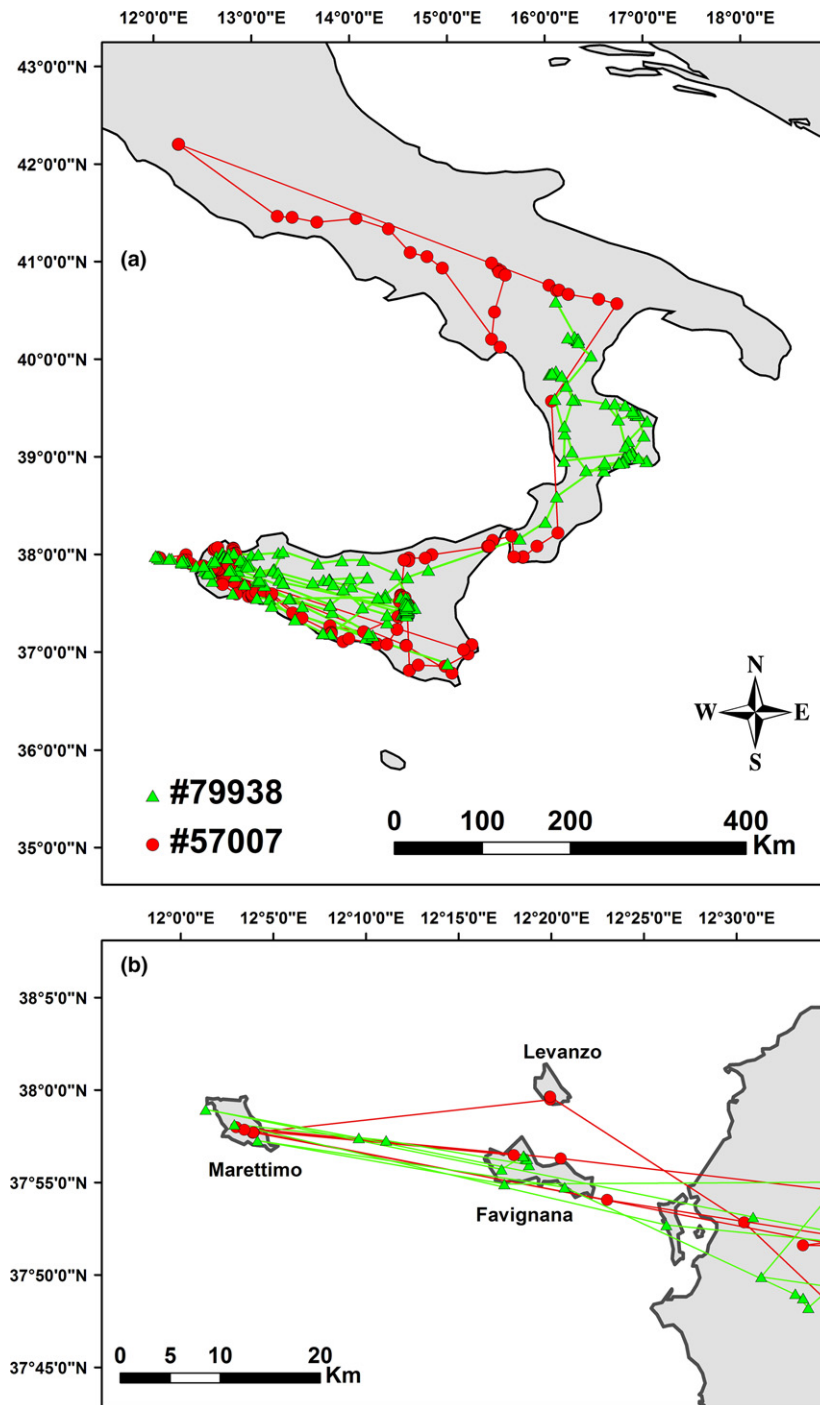 12°0'0"E 13°0'0"E 14°0'0"E 15°0'0"E 16°0'0"E 17°0'0"E 18°0'0"E
43°0'0"N
42°0'0"N
41°0'0"N
(a)
40°0'0"N
39°0'0"N
38°0'0"N
37°0'0"N
N
W E
S
36°0'0"N
#79938
35°0'0"N
#57007
0 100 200 400
Km
12°0'0"E 12°5'0"E 12°10'0"E 12°15'0"E 12°20'0"E 12°25'0"E 12°30'0"E
(b)
38°5'0"N
Levanzo
38°0'0"N
Marettimo
37°55'0"N
Favignana
37°50'0"N
0 5 10 20
Km
37°45'0"N